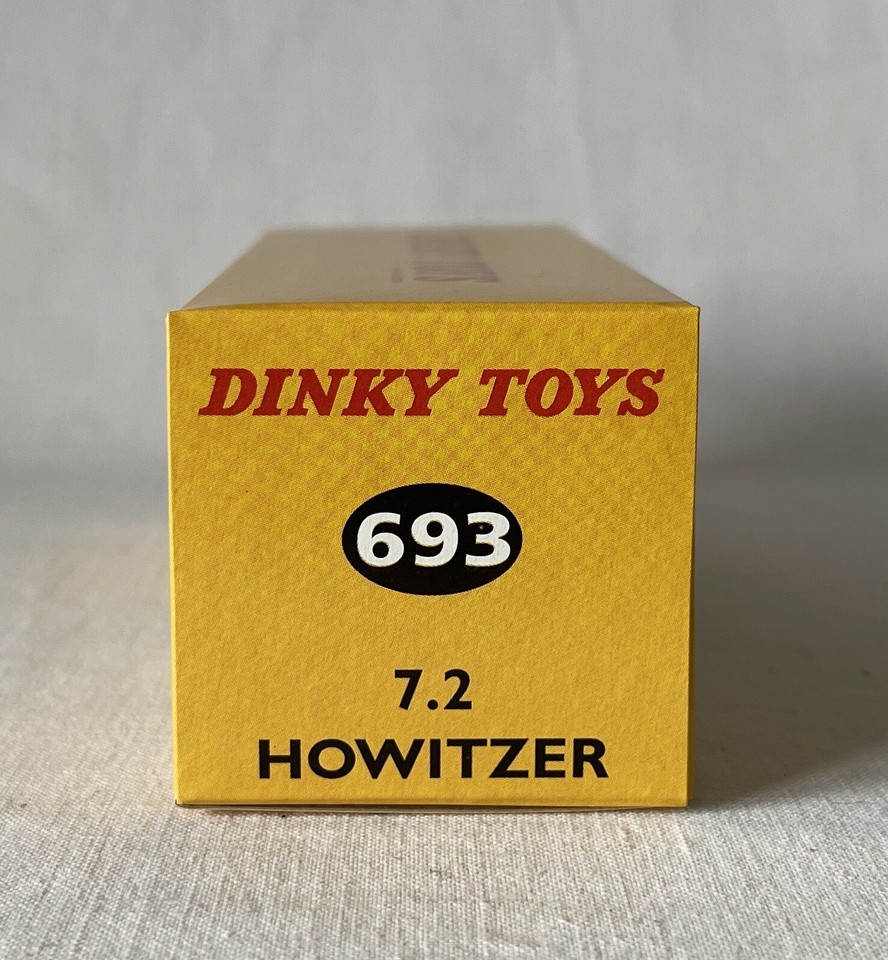 DINKY TOYS
693
7.2
HOWITZER